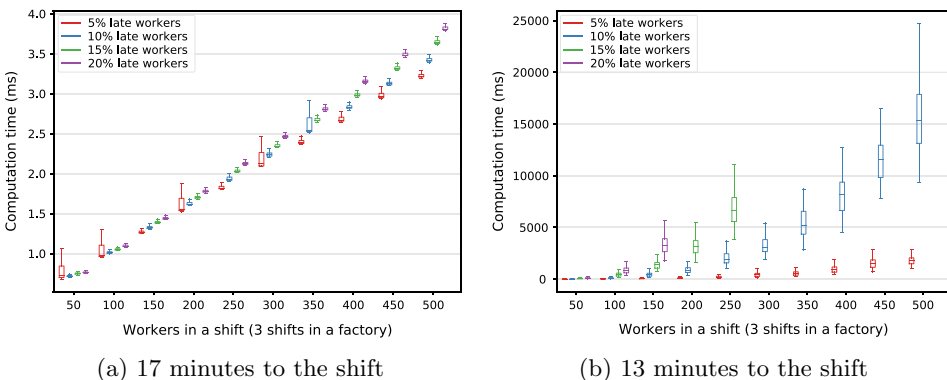 4.0
3.5
3.0
2.5
2.0
1.5
1.0
Computation time (ms)
5% late workers
10% late workers
15% late workers
20% late workers
50 100 150 200 250 300 350 400 450 500
Workers in a shift (3 shifts in a factory)
(a) 17 minutes to the shift
25000
20000
15000
10000
5000
0
Computation time (ms)
5% late workers
10% late workers
15% late workers
20% late workers
50 100 150 200 250 300 350 400 450 500
Workers in a shift (3 shifts in a factory)
(b) 13 minutes to the shift